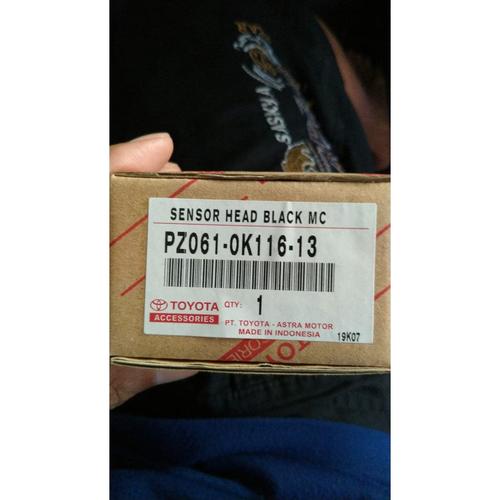 SENSOR HEAD BLACK MC
PZ061-0K116-13
TOYOTA
ACCESSORIES
QTY: 1
PT. TOYOTA - ASTRA MOTOR
MADE IN INDONESIA
19K07